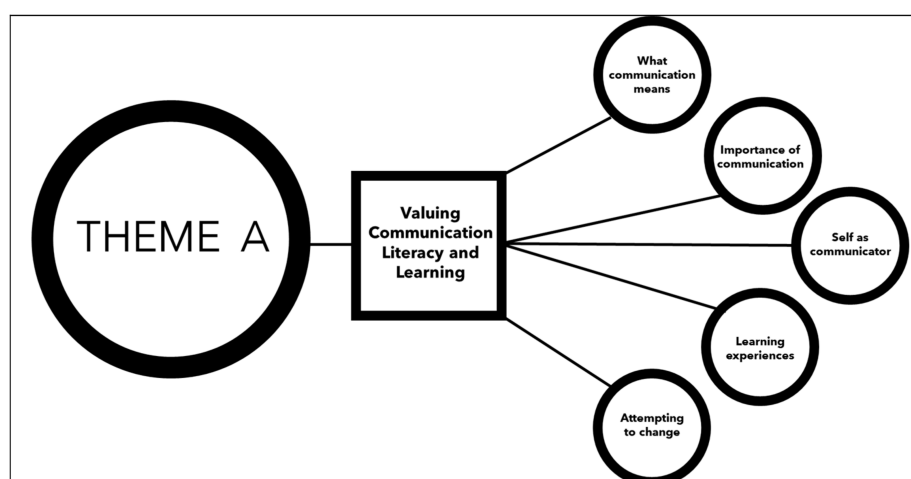 THEME A
Valuing
Communication
Literacy and
Learning
What
communication
means
Importance of
communication
Self as
communicator
Learning
experiences
Attempting
to change